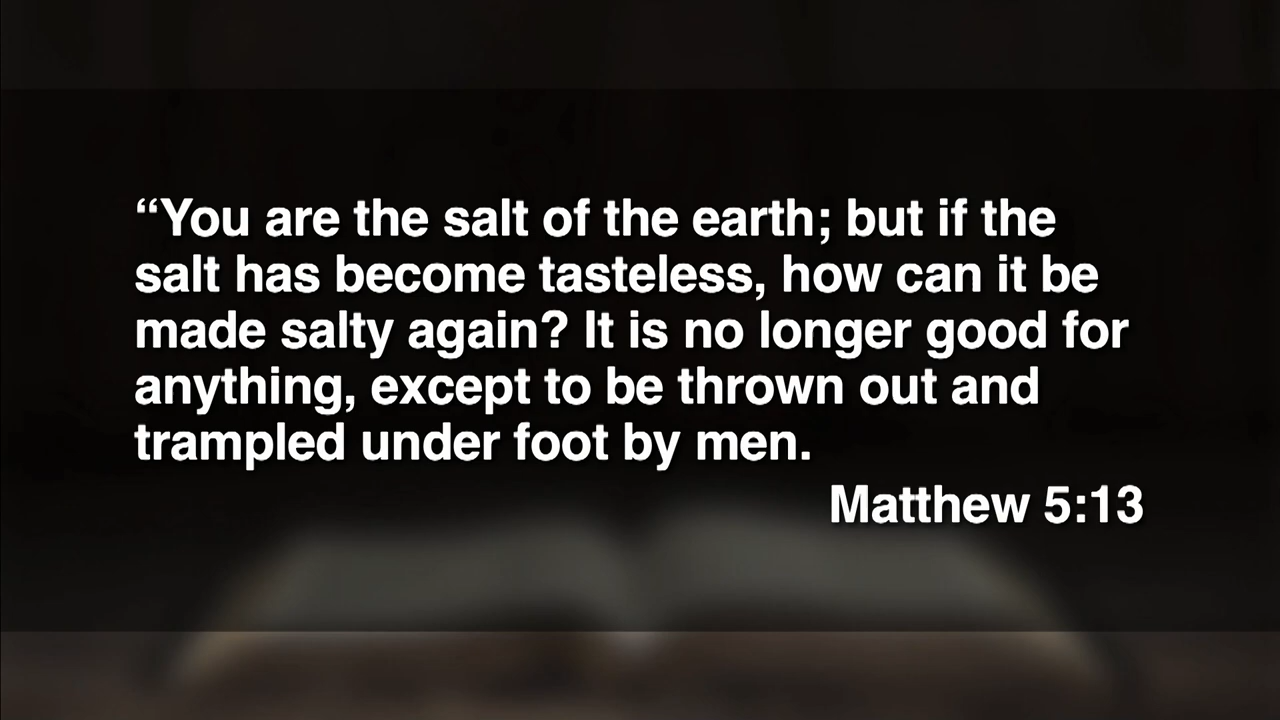 “You are the salt of the earth; but if the
salt has become tasteless, how can it be
made salty again? It is no longer good for
anything, except to be thrown out and
trampled under foot by men.
Matthew 5:13